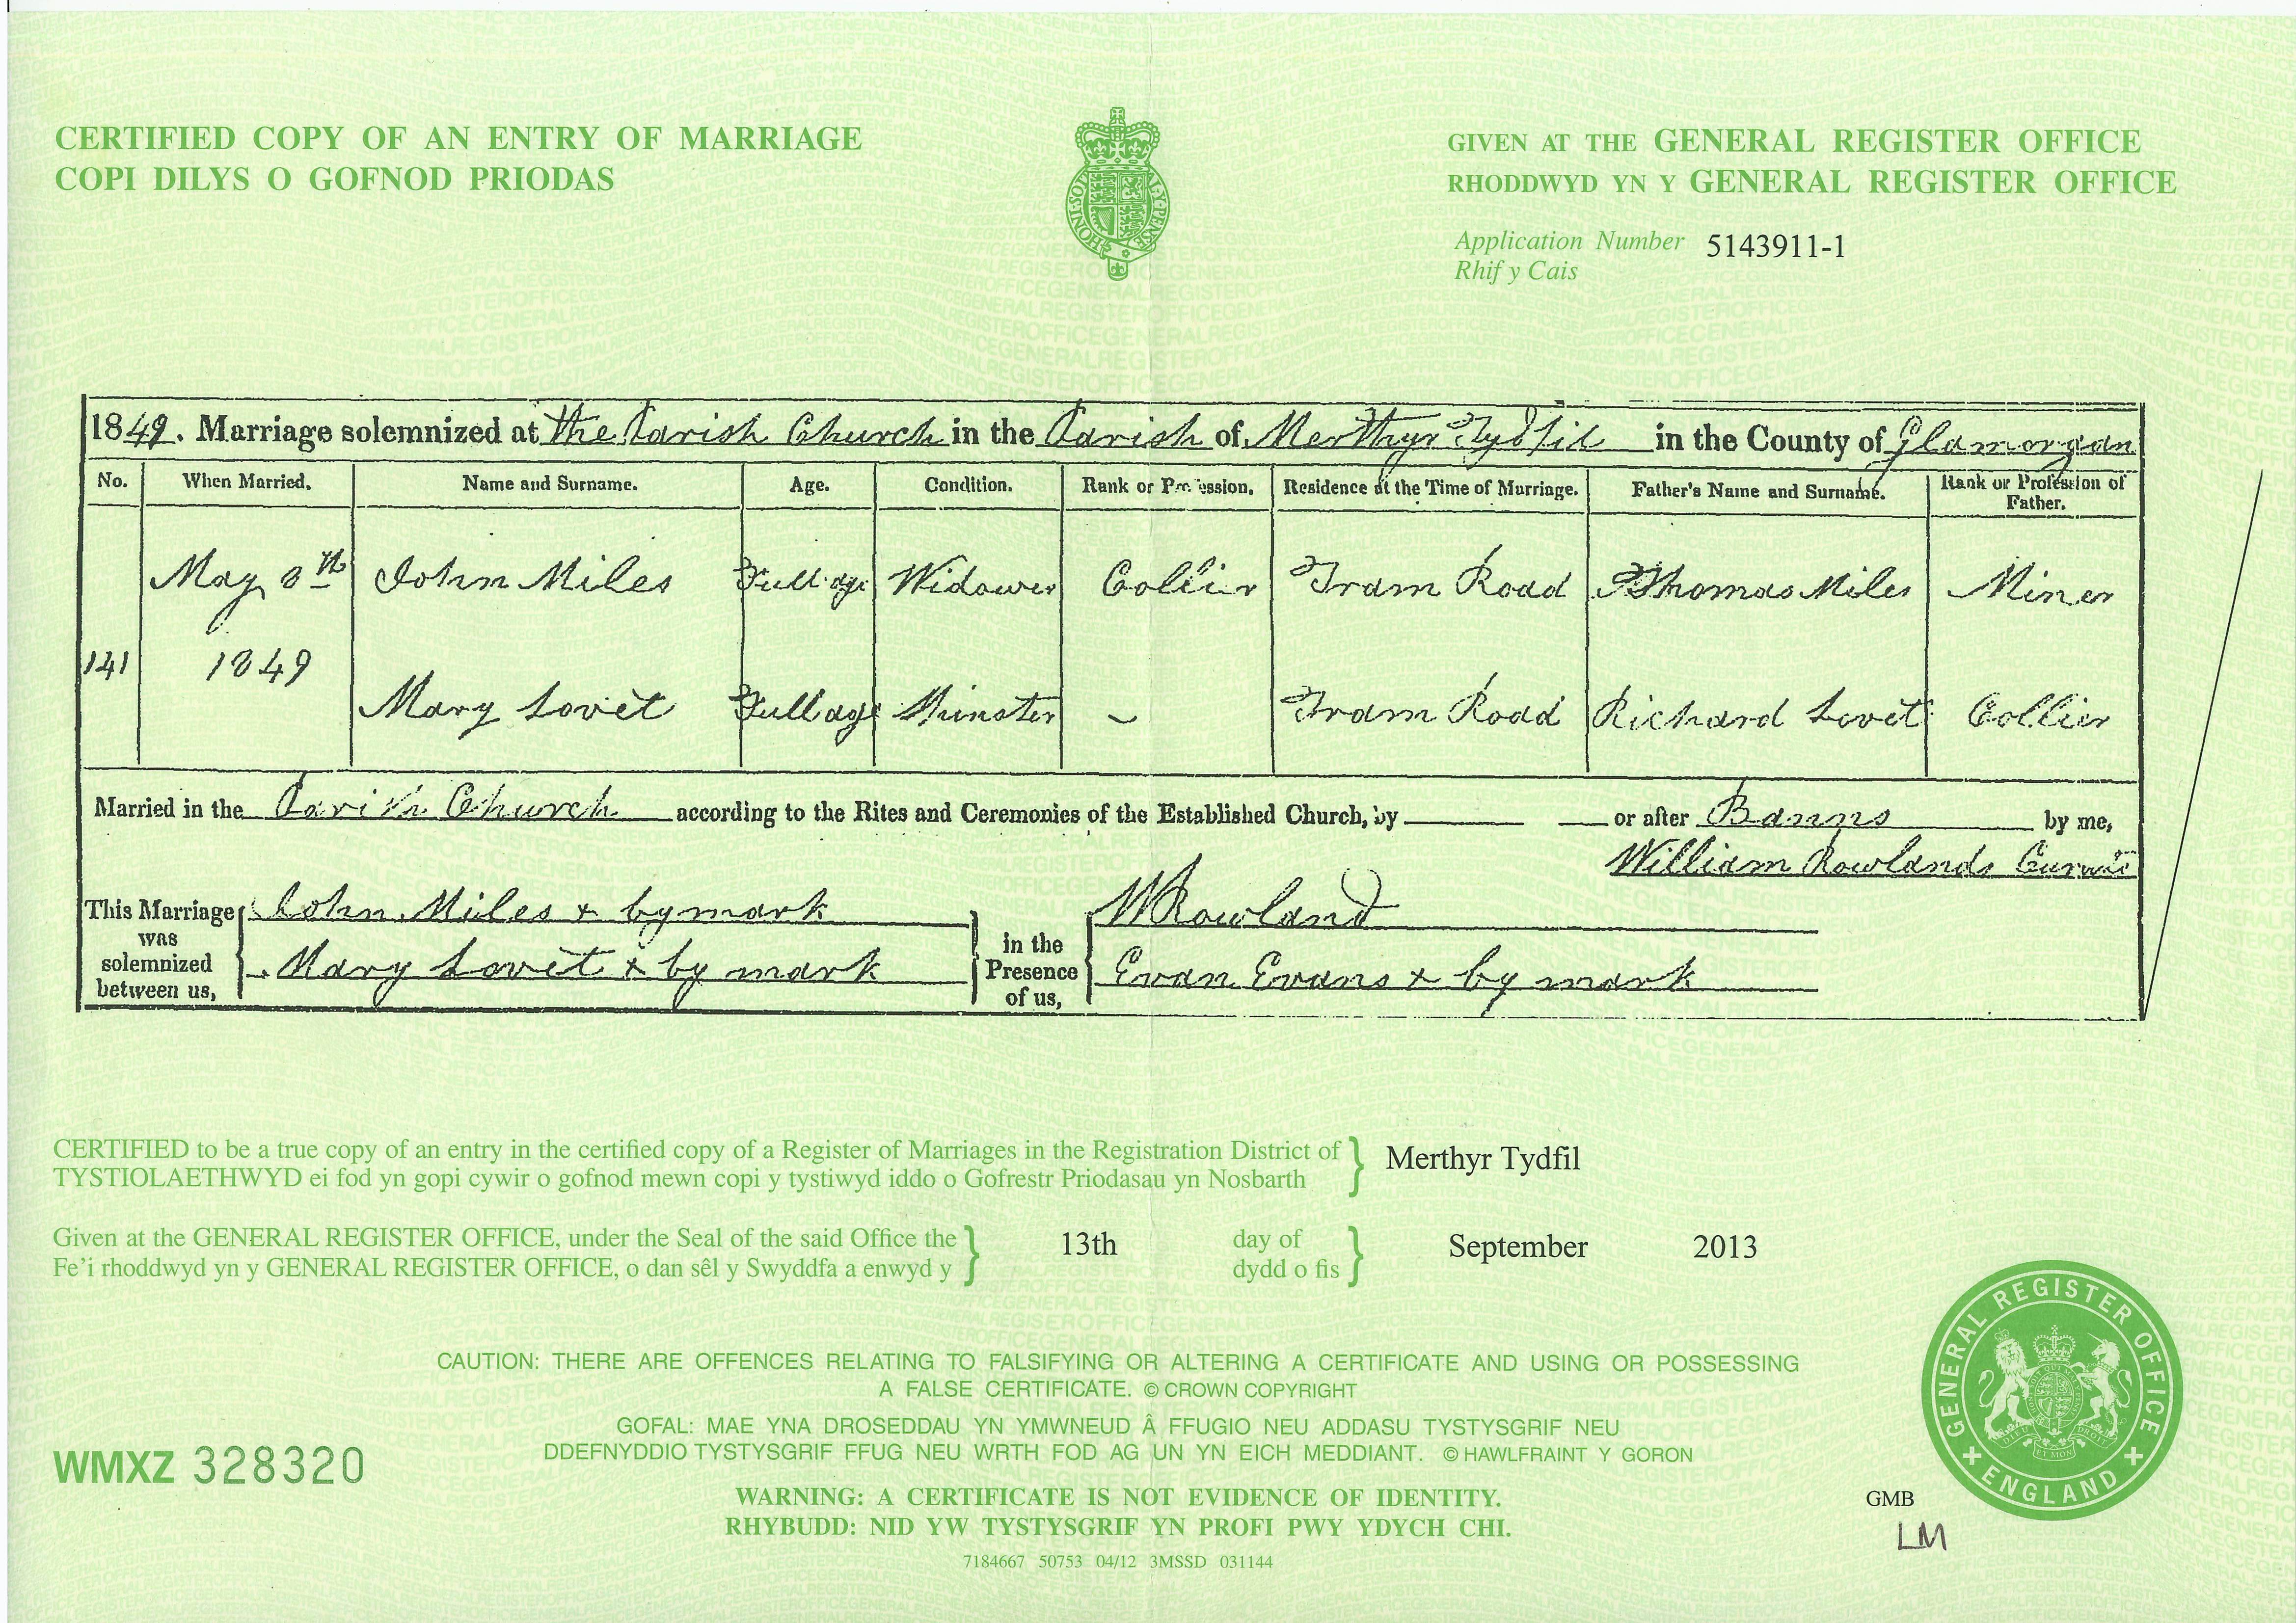 CERTIFIED COPY OF AN ENTRY OF MARRIAGE
COPI DILYS O GOFNOD PRIODAS
HONI·SOIT
Y·PENSE
GIVEN AT THE GENERAL REGISTER OFFICE
RHODDWYD YN Y GENERAL REGISTER OFFICE
Application Number 5143911-1
Rhif y Cais
1849. Marriage solemnized at the Parish Church in the Parish of Merthyr Tydfil in the County of Glamorgan
No. When Married. Name and Surname. Age. Condition. Rank or Profession. Residence at the Time of Marriage. Father's Name and Surname. Rank or Profession of Father.
May 8th John Miles Full age Widower Collier Tram Road Thomas Miles Miner
141 1849
Mary Lovet Full age Spinster – Tram Road Richard Lovet Collier
Married in the Parish Church according to the Rites and Ceremonies of the Established Church, by or after Banns by me,
William Rowlands Curate
This Marriage was solemnized between us, John Miles x by mark in the Presence of us, W Rowland
Mary Lovet x by mark Evan Evans x by mark
CERTIFIED to be a true copy of an entry in the certified copy of a Register of Marriages in the Registration District of Merthyr Tydfil
TYSTIOLAETHWYD ei fod yn gopi cywir o gofnod mewn copi y tystiwyd iddo o Gofrestr Priodasau yn Nosbarth
Given at the GENERAL REGISTER OFFICE, under the Seal of the said Office the 13th day of September 2013
Fe'i rhoddwyd yn y GENERAL REGISTER OFFICE, o dan sêl y Swyddfa a enwyd y dydd o fis
CAUTION: THERE ARE OFFENCES RELATING TO FALSIFYING OR ALTERING A CERTIFICATE AND USING OR POSSESSING
A FALSE CERTIFICATE. © CROWN COPYRIGHT
GOFAL: MAE YNA DROSEDDAU YN YMWNEUD Â FFUGIO NEU ADDASU TYSTYSGRIF NEU
DDEFNYDDIO TYSTYSGRIF FFUG NEU WRTH FOD AG UN YN EICH MEDDIANT. © HAWLFRAINT Y GORON
WMXZ 328320
WARNING: A CERTIFICATE IS NOT EVIDENCE OF IDENTITY.
RHYBUDD: NID YW TYSTYSGRIF YN PROFI PWY YDYCH CHI.
7184667 50753 04/12 3MSSD 031144
GENERAL REGISTER OFFICE
ENGLAND
DIEU ET MON DROIT
GMB
LM